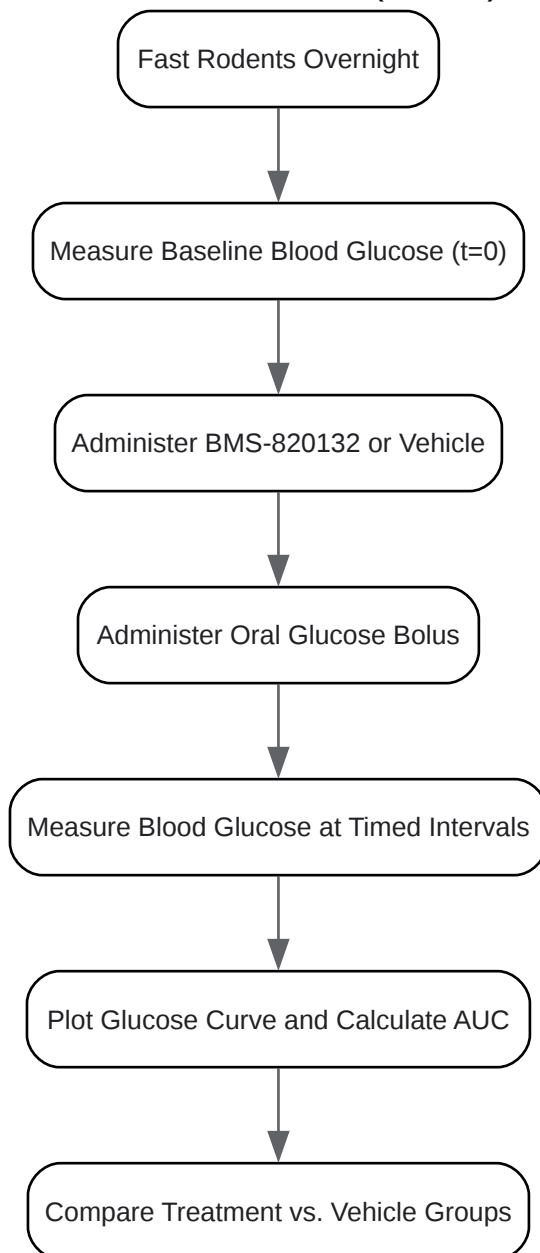 Fast Rodents Overnight
Measure Baseline Blood Glucose (t=0)
Administer BMS-820132 or Vehicle
Administer Oral Glucose Bolus
Measure Blood Glucose at Timed Intervals
Plot Glucose Curve and Calculate AUC
Compare Treatment vs. Vehicle Groups